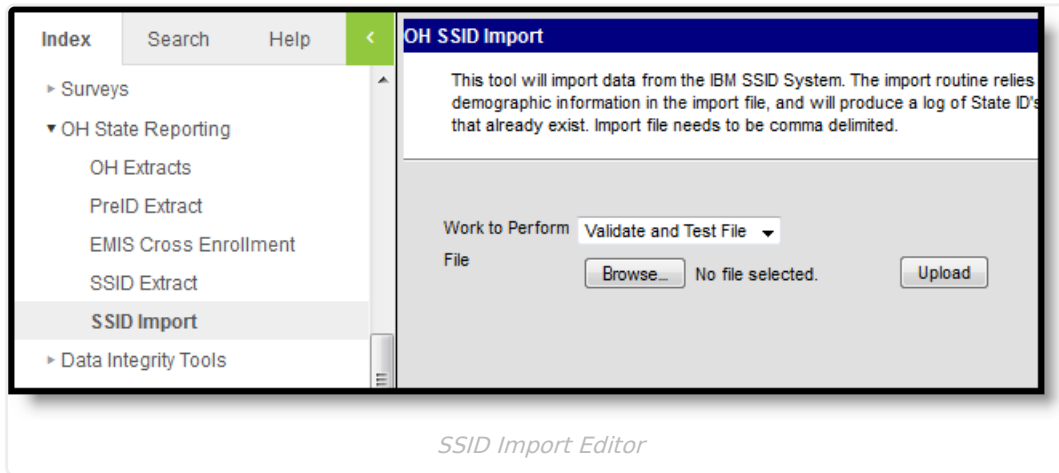 Index Search Help <
Surveys
OH State Reporting
OH Extracts
PreID Extract
EMIS Cross Enrollment
SSID Extract
SSID Import
Data Integrity Tools
OH SSID Import
This tool will import data from the IBM SSID System. The import routine relies
demographic information in the import file, and will produce a log of State ID's
that already exist. Import file needs to be comma delimited.
Work to Perform Validate and Test File
File Browse... No file selected. Upload
SSID Import Editor